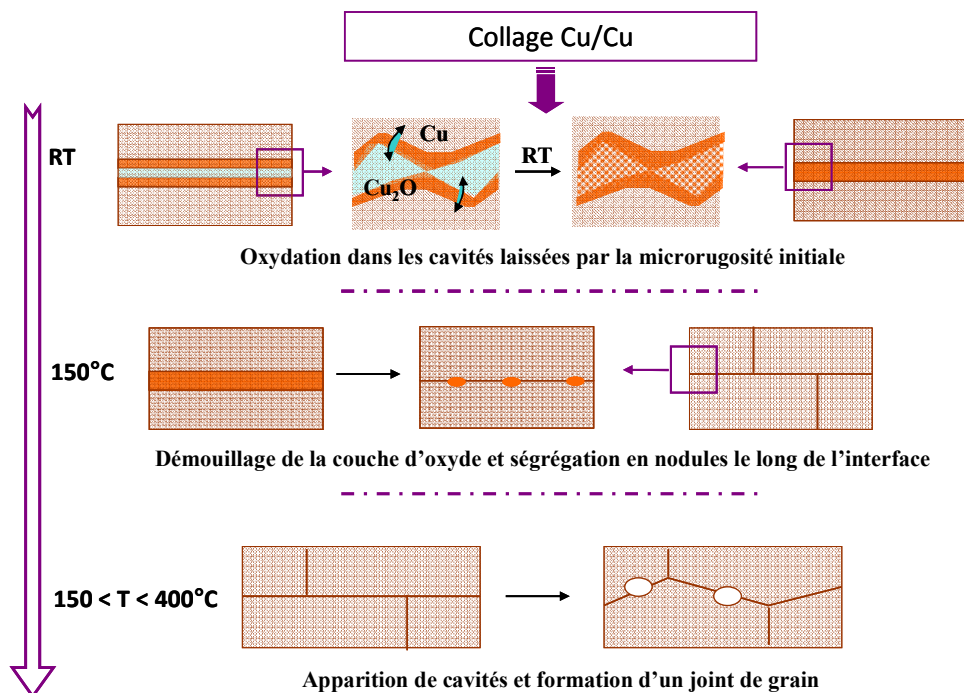 Collage Cu/Cu
RT
Cu
Cu₂O
RT
Oxydation dans les cavités laissées par la microrugosité initiale
150°C
Démouillage de la couche d’oxyde et ségrégation en nodules le long de l’interface
150 < T < 400°C
Apparition de cavités et formation d’un joint de grain